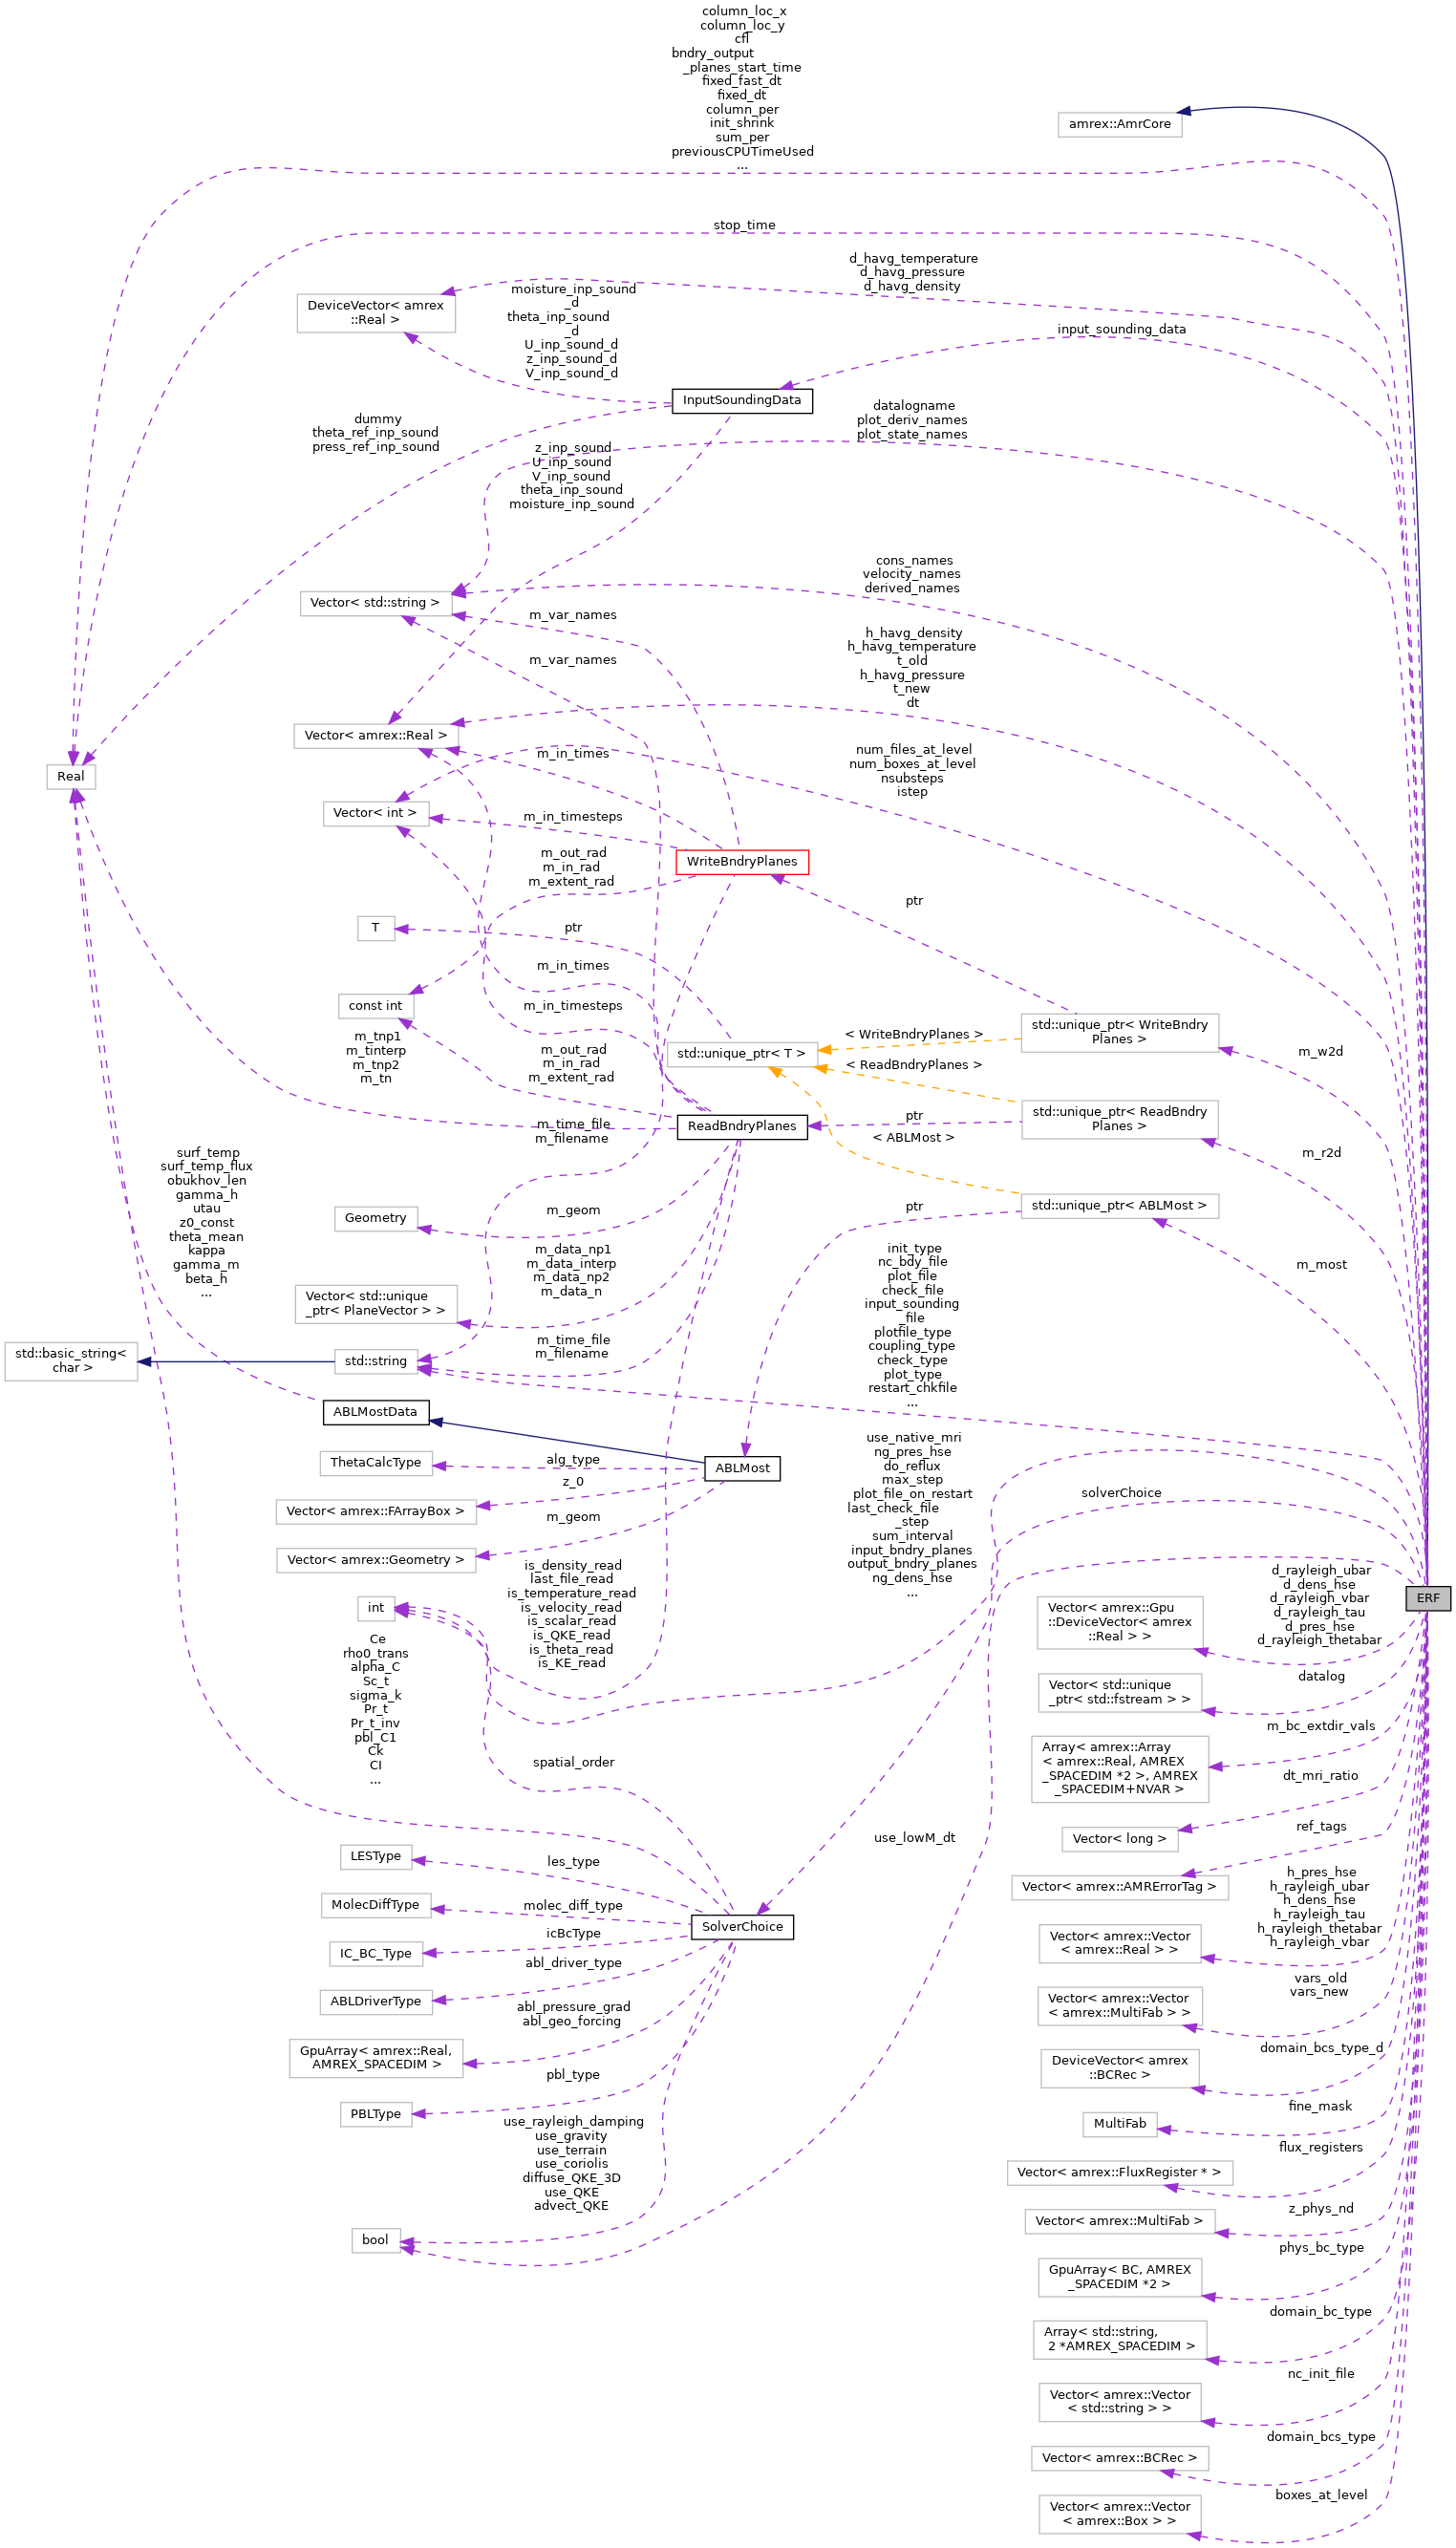 column_loc_x
column_loc_y
cfl
bndry_output
_planes_start_time
fixed_fast_dt
fixed_dt
column_per
init_shrink
sum_per
previousCPUTimeUsed
...
amrex::AmrCore
stop_time
d_havg_temperature
d_havg_pressure
d_havg_density
DeviceVector< amrex
::Real >
moisture_inp_sound
_d
theta_inp_sound
_d
U_inp_sound_d
z_inp_sound_d
V_inp_sound_d
input_sounding_data
InputSoundingData
dummy
theta_ref_inp_sound
press_ref_inp_sound
datalogname
plot_deriv_names
plot_state_names
z_inp_sound
U_inp_sound
V_inp_sound
theta_inp_sound
moisture_inp_sound
cons_names
velocity_names
derived_names
Vector< std::string >
m_var_names
m_var_names
h_havg_density
h_havg_temperature
t_old
h_havg_pressure
t_new
dt
Vector< amrex::Real >
m_in_times
num_files_at_level
num_boxes_at_level
nsubsteps
istep
Real
Vector< int >
m_in_timesteps
WriteBndryPlanes
m_out_rad
m_in_rad
m_extent_rad
ptr
T
ptr
m_in_times
const int
m_in_timesteps
std::unique_ptr< WriteBndry
Planes >
< WriteBndryPlanes >
m_w2d
std::unique_ptr< T >
m_tnp1
m_tinterp
m_tnp2
m_tn
m_out_rad
m_in_rad
m_extent_rad
< ReadBndryPlanes >
std::unique_ptr< ReadBndry
Planes >
ptr
ReadBndryPlanes
m_time_file
m_filename
< ABLMost >
m_r2d
surf_temp
surf_temp_flux
obukhov_len
gamma_h
utau
z0_const
theta_mean
kappa
gamma_m
beta_h
...
Geometry
m_geom
ptr
std::unique_ptr< ABLMost >
m_most
m_data_np1
m_data_interp
m_data_np2
m_data_n
Vector< std::unique
_ptr< PlaneVector > >
init_type
nc_bdy_file
plot_file
check_file
input_sounding
_file
plotfile_type
coupling_type
check_type
plot_type
restart_chkfile
...
std::basic_string<
char >
std::string
m_time_file
m_filename
ABLMostData
ThetaCalcType
alg_type
ABLMost
z_0
Vector< amrex::FArrayBox >
m_geom
Vector< amrex::Geometry >
use_native_mri
ng_pres_hse
do_reflux
max_step
plot_file_on_restart
last_check_file
_step
sum_interval
input_bndry_planes
output_bndry_planes
ng_dens_hse
...
solverChoice
is_density_read
last_file_read
is_temperature_read
is_velocity_read
is_scalar_read
is_QKE_read
is_theta_read
is_KE_read
int
ERF
d_rayleigh_ubar
d_dens_hse
d_rayleigh_vbar
d_rayleigh_tau
d_pres_hse
d_rayleigh_thetabar
Vector< amrex::Gpu
::DeviceVector< amrex
::Real > >
Ce
rho0_trans
alpha_C
Sc_t
sigma_k
Pr_t
Pr_t_inv
pbl_C1
Ck
CI
...
datalog
Vector< std::unique
_ptr< std::fstream > >
m_bc_extdir_vals
Array< amrex::Array
< amrex::Real, AMREX
_SPACEDIM *2 >, AMREX
_SPACEDIM+NVAR >
spatial_order
dt_mri_ratio
Vector< long >
use_lowM_dt
ref_tags
Vector< amrex::AMRErrorTag >
LESType
les_type
MolecDiffType
molec_diff_type
SolverChoice
h_pres_hse
h_rayleigh_ubar
h_dens_hse
h_rayleigh_tau
h_rayleigh_thetabar
h_rayleigh_vbar
Vector< amrex::Vector
< amrex::Real > >
IC_BC_Type
icBcType
abl_driver_type
ABLDriverType
vars_old
vars_new
Vector< amrex::Vector
< amrex::MultiFab > >
abl_pressure_grad
abl_geo_forcing
GpuArray< amrex::Real,
AMREX_SPACEDIM >
domain_bcs_type_d
DeviceVector< amrex
::BCRec >
pbl_type
PBLType
fine_mask
MultiFab
use_rayleigh_damping
use_gravity
use_terrain
use_coriolis
diffuse_QKE_3D
use_QKE
advect_QKE
flux_registers
Vector< amrex::FluxRegister * >
z_phys_nd
Vector< amrex::MultiFab >
bool
phys_bc_type
GpuArray< BC, AMREX
_SPACEDIM *2 >
domain_bc_type
Array< std::string,
2 *AMREX_SPACEDIM >
nc_init_file
Vector< amrex::Vector
< std::string > >
domain_bcs_type
Vector< amrex::BCRec >
boxes_at_level
Vector< amrex::Vector
< amrex::Box > >